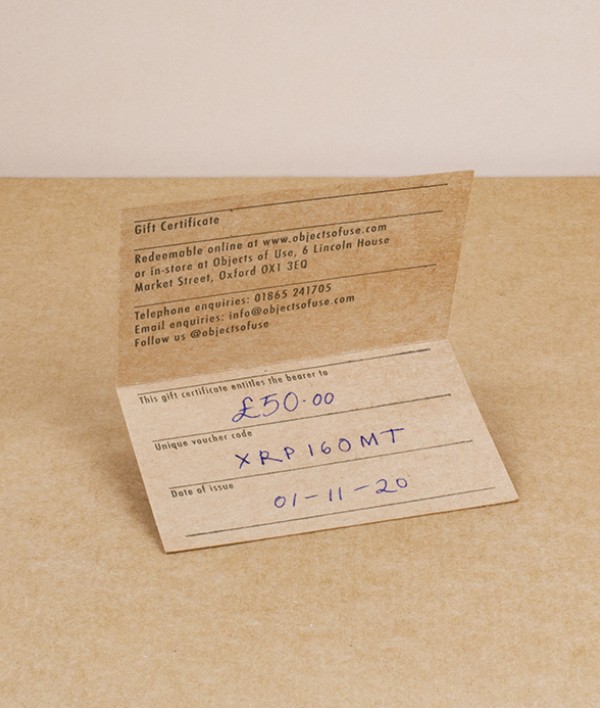 Gift Certificate
Redeemable online at www.objectsofuse.com
or in-store at Objects of Use, 6 Lincoln House
Market Street, Oxford OX1 3EQ
Telephone enquiries: 01865 241705
Email enquiries: info@objectsofuse.com
Follow us @objectsofuse
This gift certificate entitles the bearer to
£50.00
Unique voucher code
XRP160MT
Date of issue
01-11-20